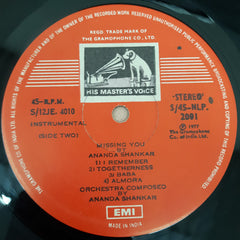 REGD. TRADE MARK OF
THE GRAMOPHONE CO., LTD.
HIS MASTER'S VOICE
45-R.P.M.
S/12JE. 4010
STEREO
S/45-NLP.
2001
INSTRUMENTAL
(SIDE TWO)
℗ 1977
The Gramophone
Co. of India Ltd.
MISSING YOU
BY
ANANDA SHANKAR
1) I REMEMBER
2) TOGETHERNESS
3) BABA
4) ALMORA
ORCHESTRA COMPOSED
BY
ANANDA SHANKAR
EMI
MADE IN INDIA